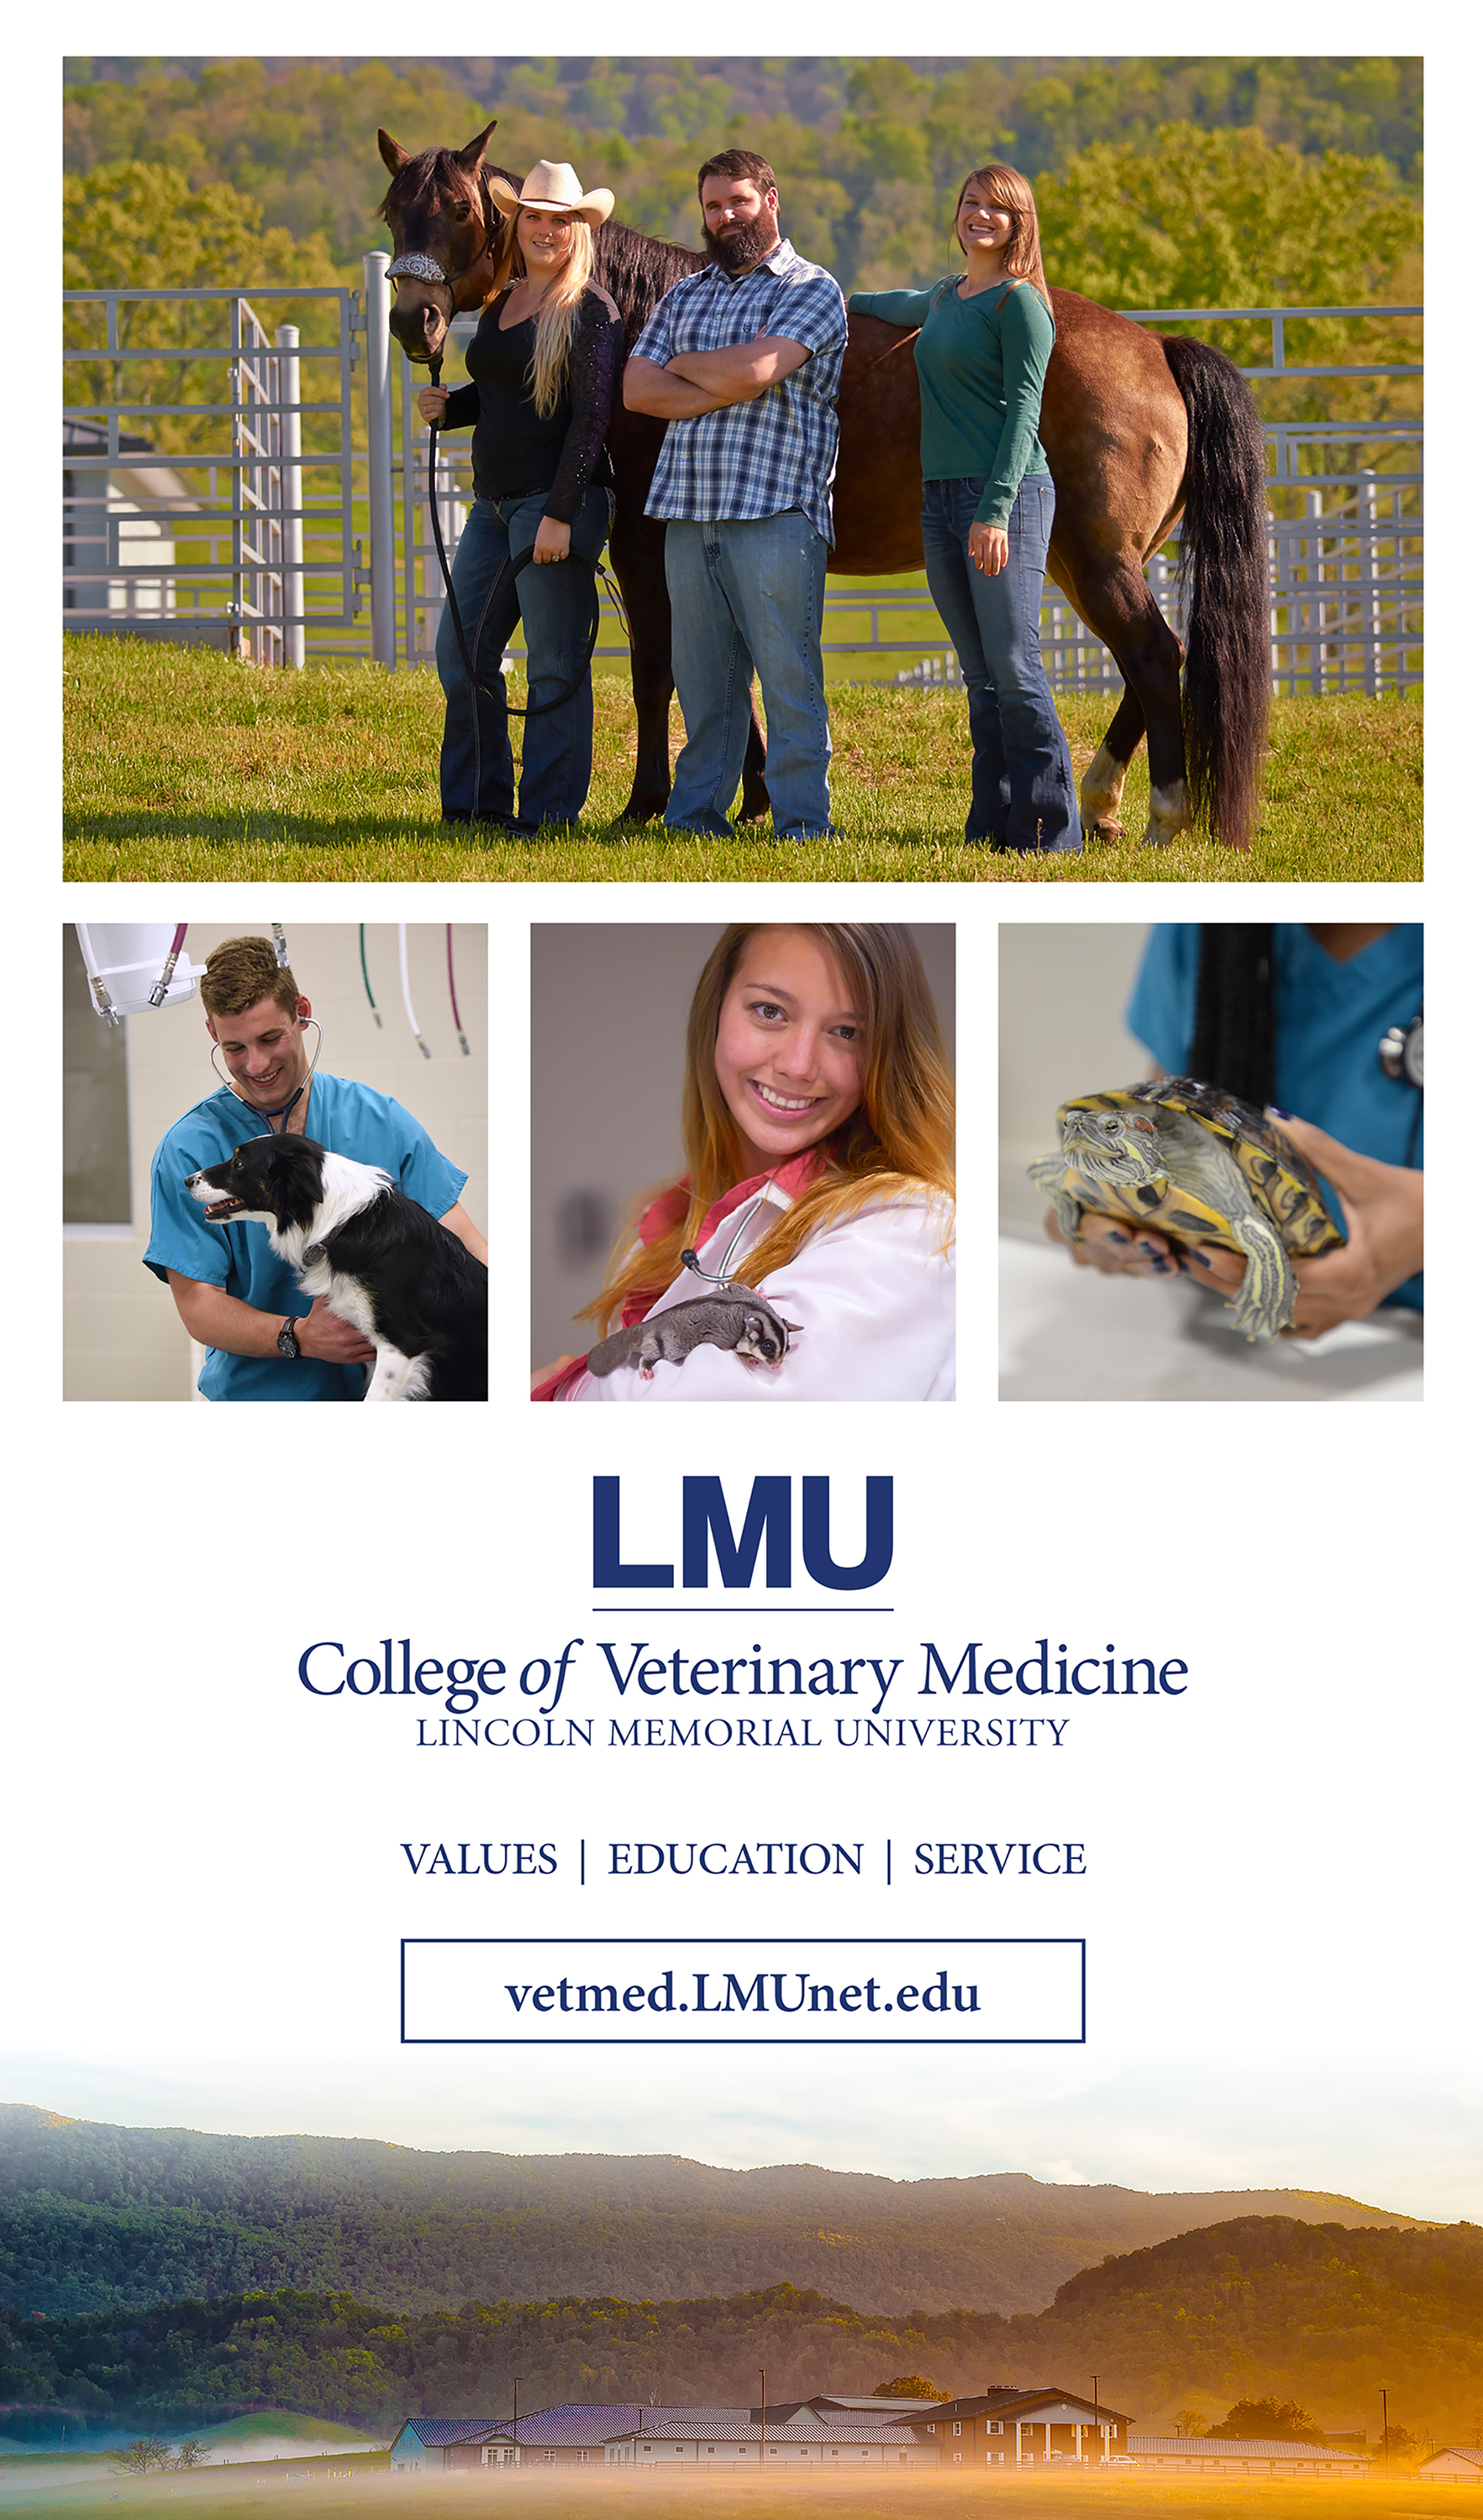 LMU
College of Veterinary Medicine
LINCOLN MEMORIAL UNIVERSITY
VALUES | EDUCATION | SERVICE
vetmed.LMUnet.edu